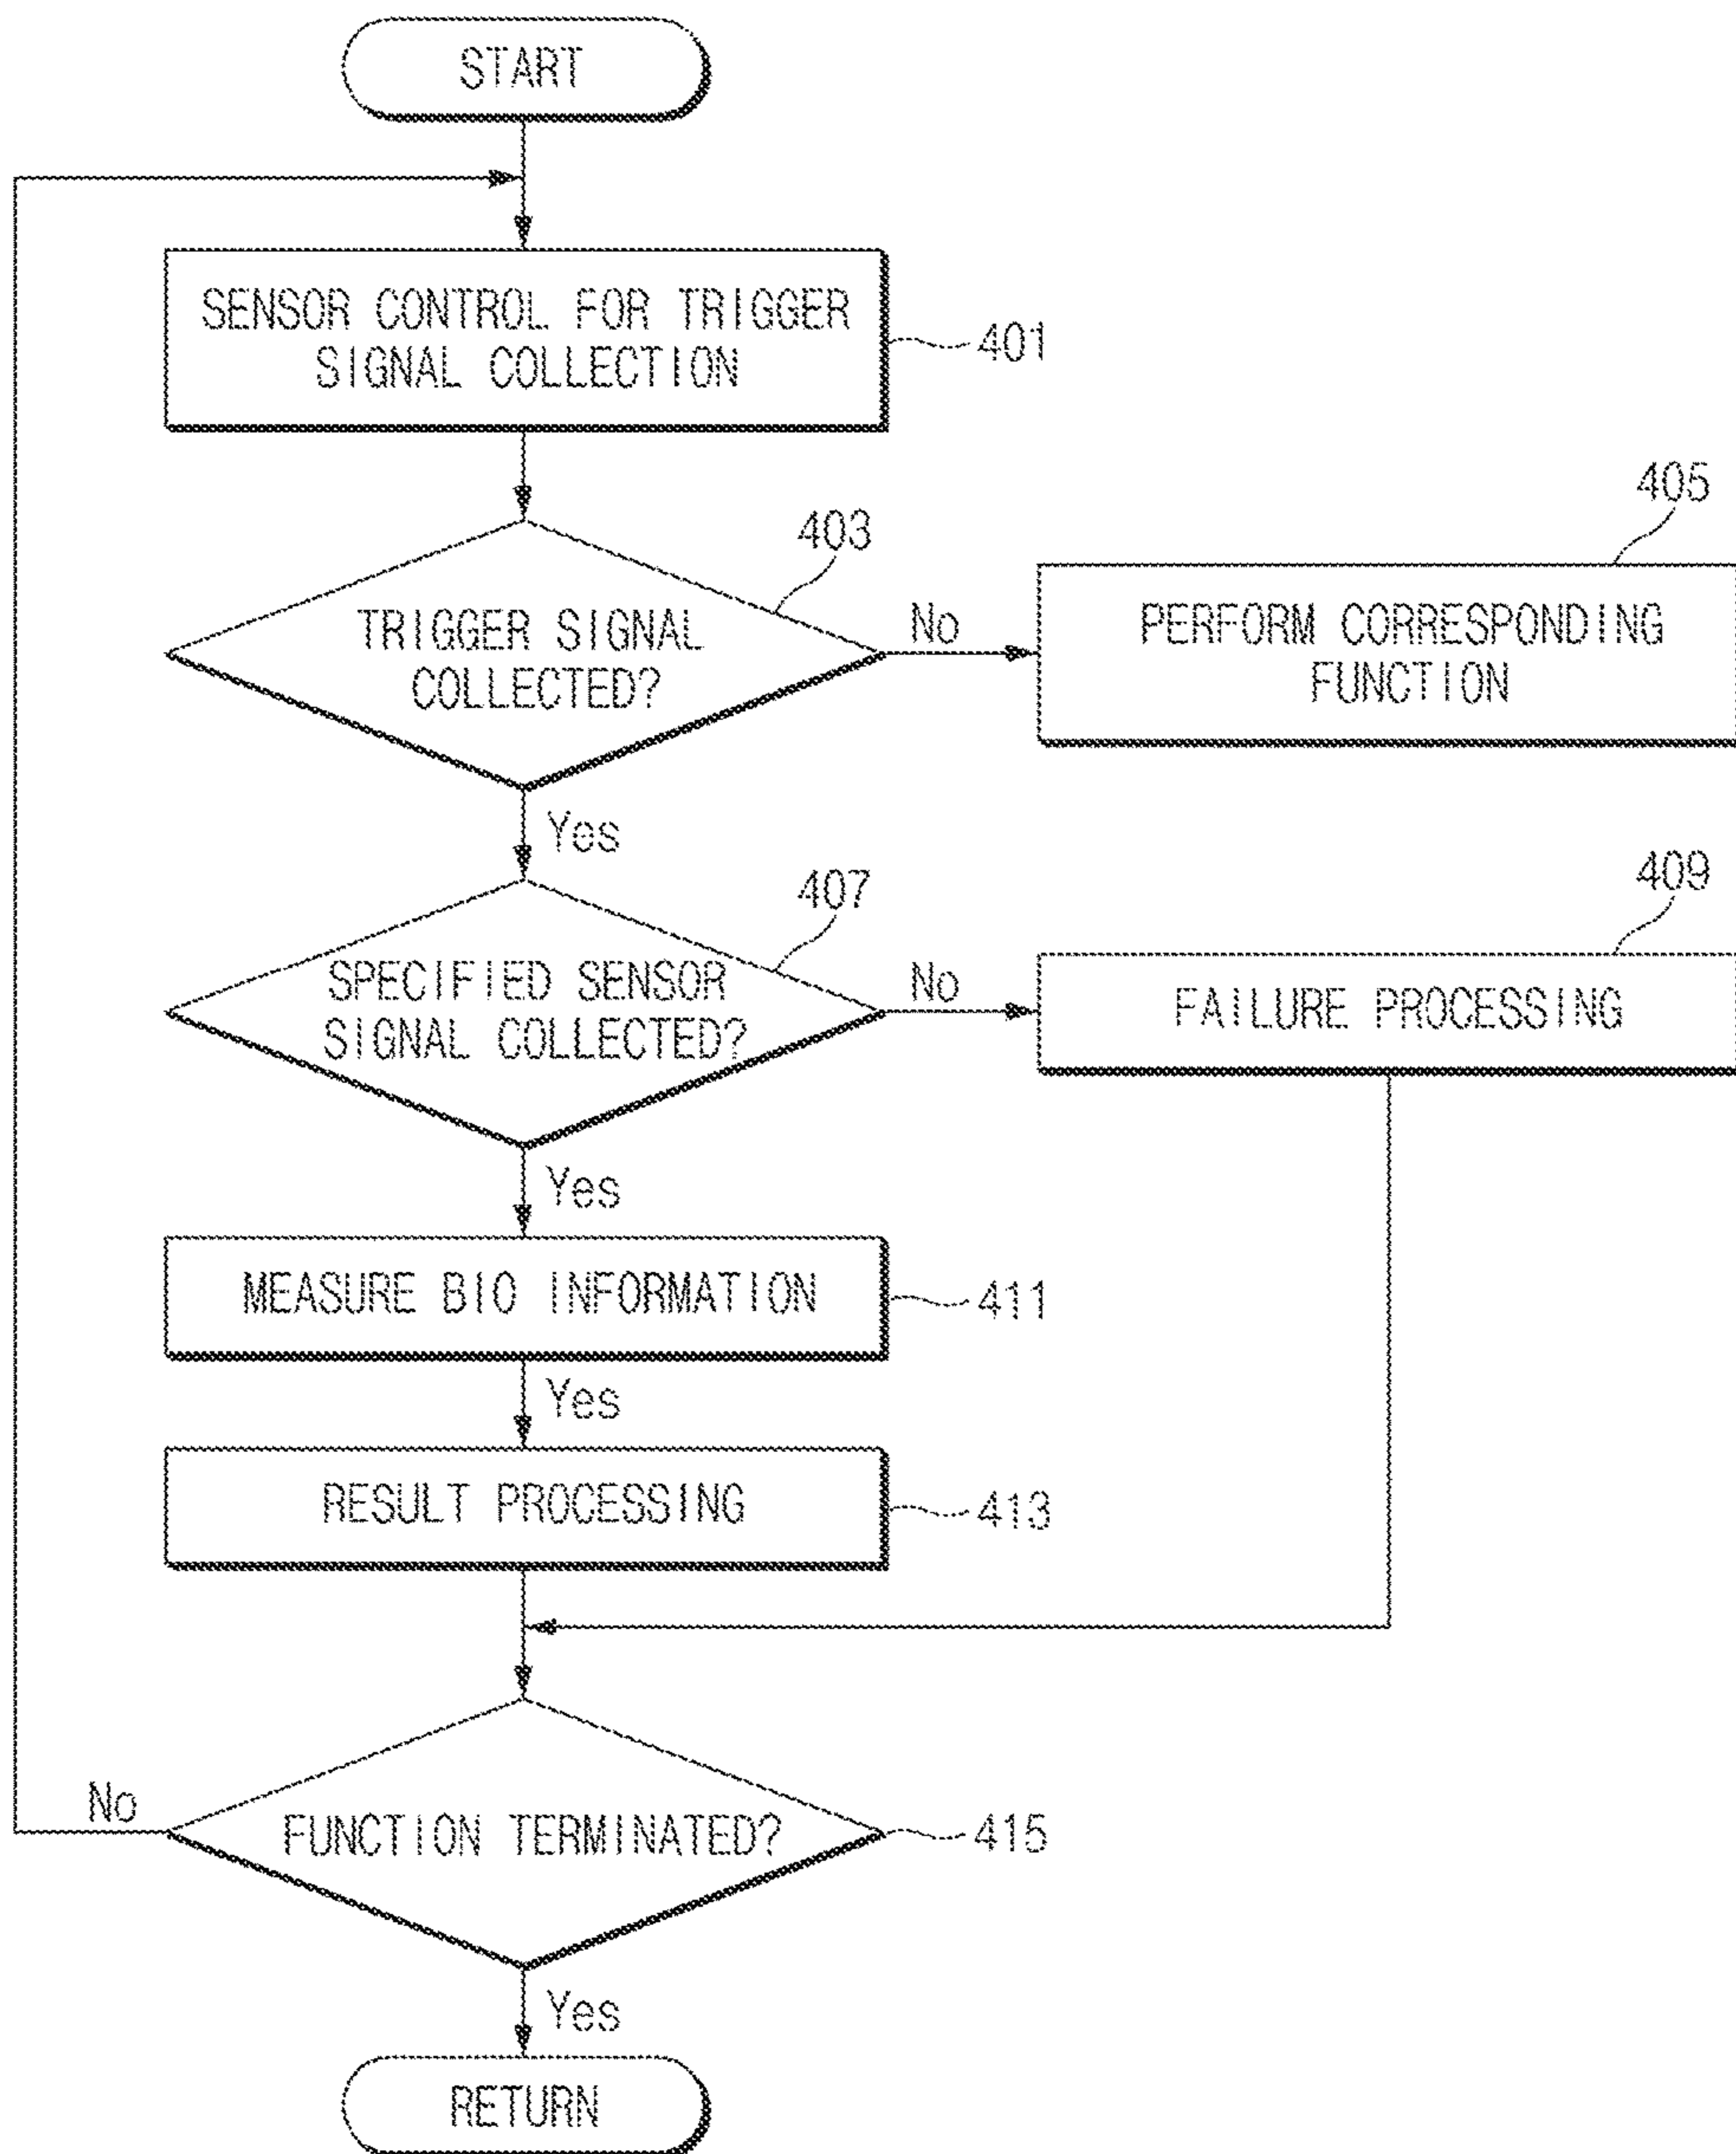 START
SENSOR CONTROL FOR TRIGGER
SIGNAL COLLECTION
401
403
405
TRIGGER SIGNAL
COLLECTED?
No
PERFORM CORRESPONDING
FUNCTION
Yes
407
409
SPECIFIED SENSOR
SIGNAL COLLECTED?
No
FAILURE PROCESSING
Yes
MEASURE BIO INFORMATION
411
Yes
RESULT PROCESSING
413
No
FUNCTION TERMINATED?
415
Yes
RETURN